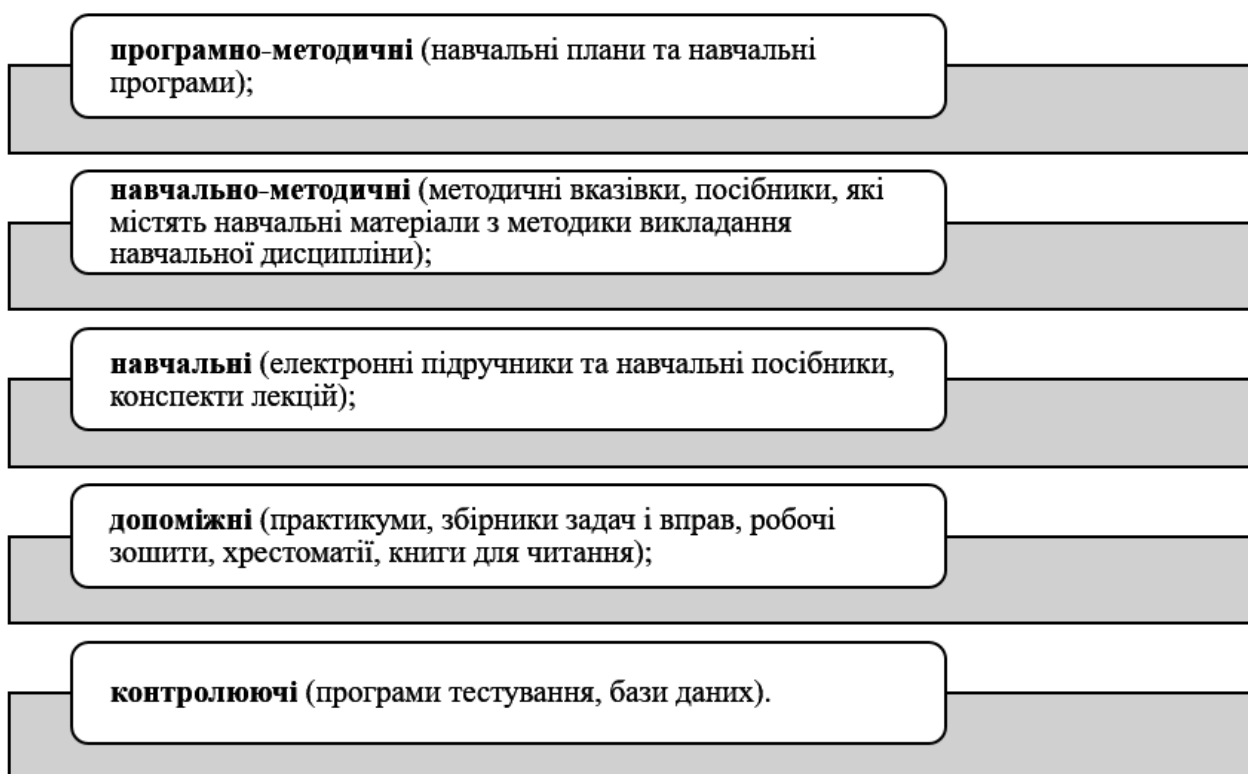 програмно-методичні (навчальні плани та навчальні
програми);
навчально-методичні (методичні вказівки, посібники, які
містять навчальні матеріали з методики викладання
навчальної дисципліни);
навчальні (електронні підручники та навчальні посібники,
конспекти лекцій);
допоміжні (практикуми, збірники задач і вправ, робочі
зошити, хрестоматії, книги для читання);
контролюючі (програми тестування, бази даних).